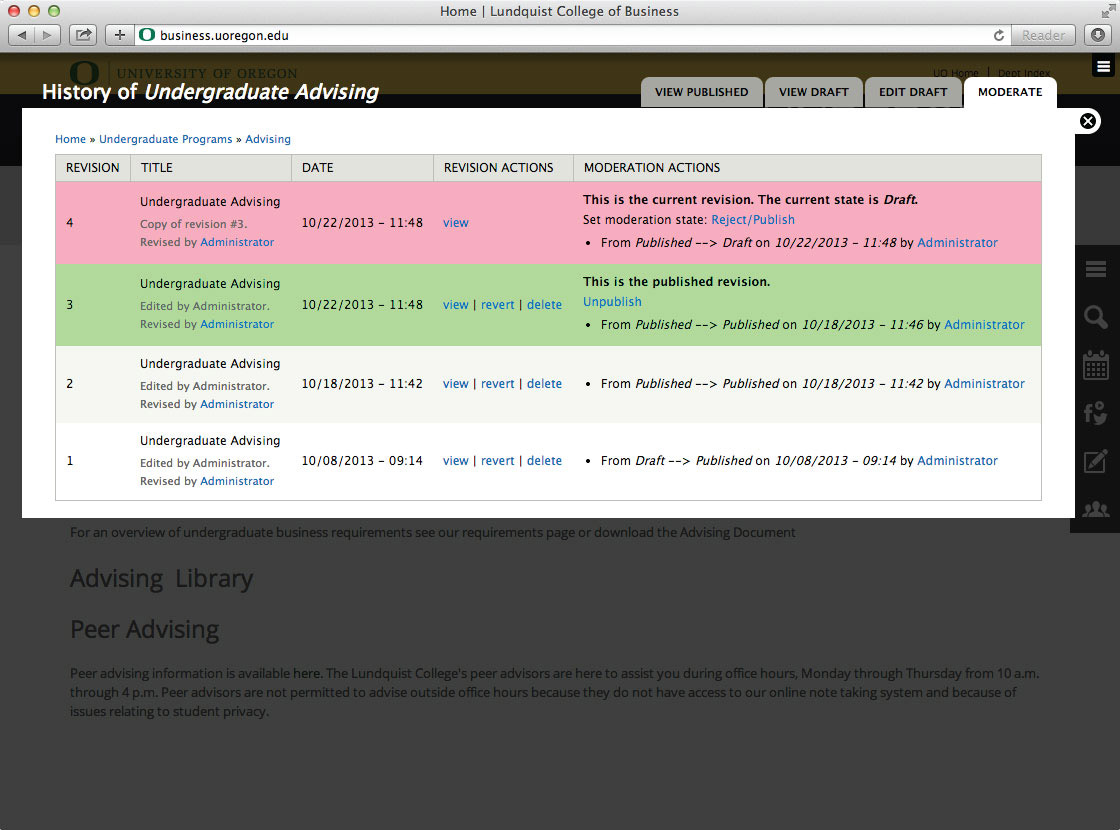 Home | Lundquist College of Business
business.uoregon.edu
Reader
UNIVERSITY OF OREGON
UO Home | Dept Index
History of Undergraduate Advising
VIEW PUBLISHED
VIEW DRAFT
EDIT DRAFT
MODERATE
Home » Undergraduate Programs » Advising
REVISION TITLE DATE REVISION ACTIONS MODERATION ACTIONS
4
Undergraduate Advising
Copy of revision #3.
Revised by Administrator
10/22/2013 - 11:48
view
This is the current revision. The current state is Draft.
Set moderation state: Reject/Publish
• From Published --> Draft on 10/22/2013 - 11:48 by Administrator
3
Undergraduate Advising
Edited by Administrator.
Revised by Administrator
10/22/2013 - 11:48
view | revert | delete
This is the published revision.
Unpublish
• From Published --> Published on 10/18/2013 - 11:46 by Administrator
2
Undergraduate Advising
Edited by Administrator.
Revised by Administrator
10/18/2013 - 11:42
view | revert | delete
• From Published --> Published on 10/18/2013 - 11:42 by Administrator
1
Undergraduate Advising
Edited by Administrator.
Revised by Administrator
10/08/2013 - 09:14
view | revert | delete
• From Draft --> Published on 10/08/2013 - 09:14 by Administrator
For an overview of undergraduate business requirements see our requirements page or download the Advising Document
Advising Library
Peer Advising
Peer advising information is available here. The Lundquist College's peer advisors are here to assist you during office hours, Monday through Thursday from 10 a.m.
through 4 p.m. Peer advisors are not permitted to advise outside office hours because they do not have access to our online note taking system and because of
issues relating to student privacy.